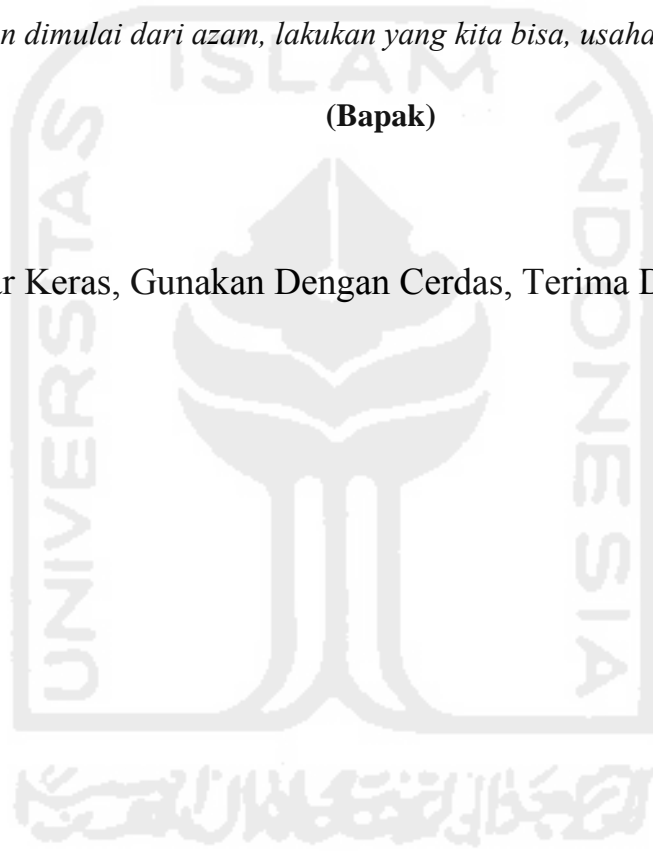 n dimulai dari azam, lakukan yang kita bisa, usaha
ISLAM
(Bapak)
UNIVERSITAS
INDONESIA
r Keras, Gunakan Dengan Cerdas, Terima D